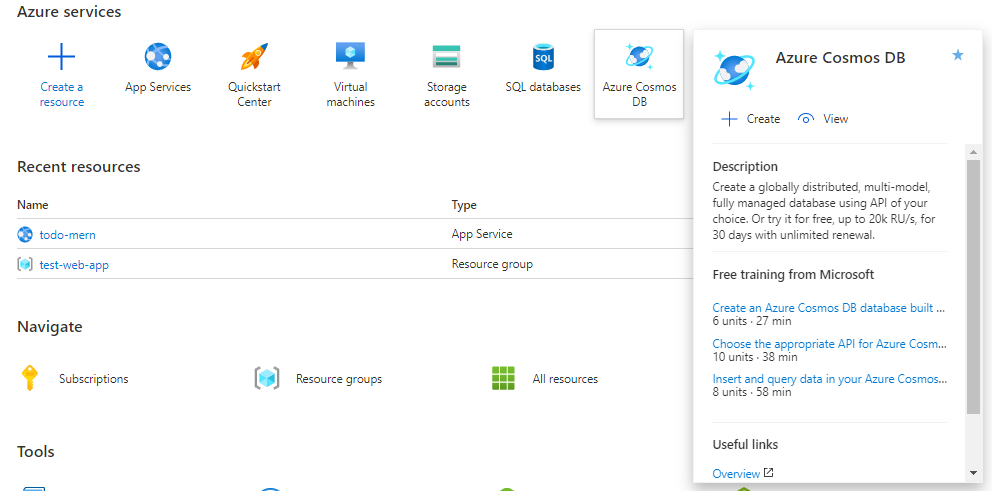 Azure services
Create a
resource
App Services
Quickstart
Center
Virtual
machines
Storage
accounts
SQL
SQL databases
Azure Cosmos
DB
Recent resources
Name
Type
todo-mern
App Service
test-web-app
Resource group
Navigate
Subscriptions
Resource groups
All resources
Tools
Azure Cosmos DB
Create
View
Description
Create a globally distributed, multi-model,
fully managed database using API of your
choice. Or try it for free, up to 20k RU/s, for
30 days with unlimited renewal.
Free training from Microsoft
Create an Azure Cosmos DB database built ...
6 units · 27 min
Choose the appropriate API for Azure Cosm...
10 units · 38 min
Insert and query data in your Azure Cosmos...
8 units · 58 min
Useful links
Overview